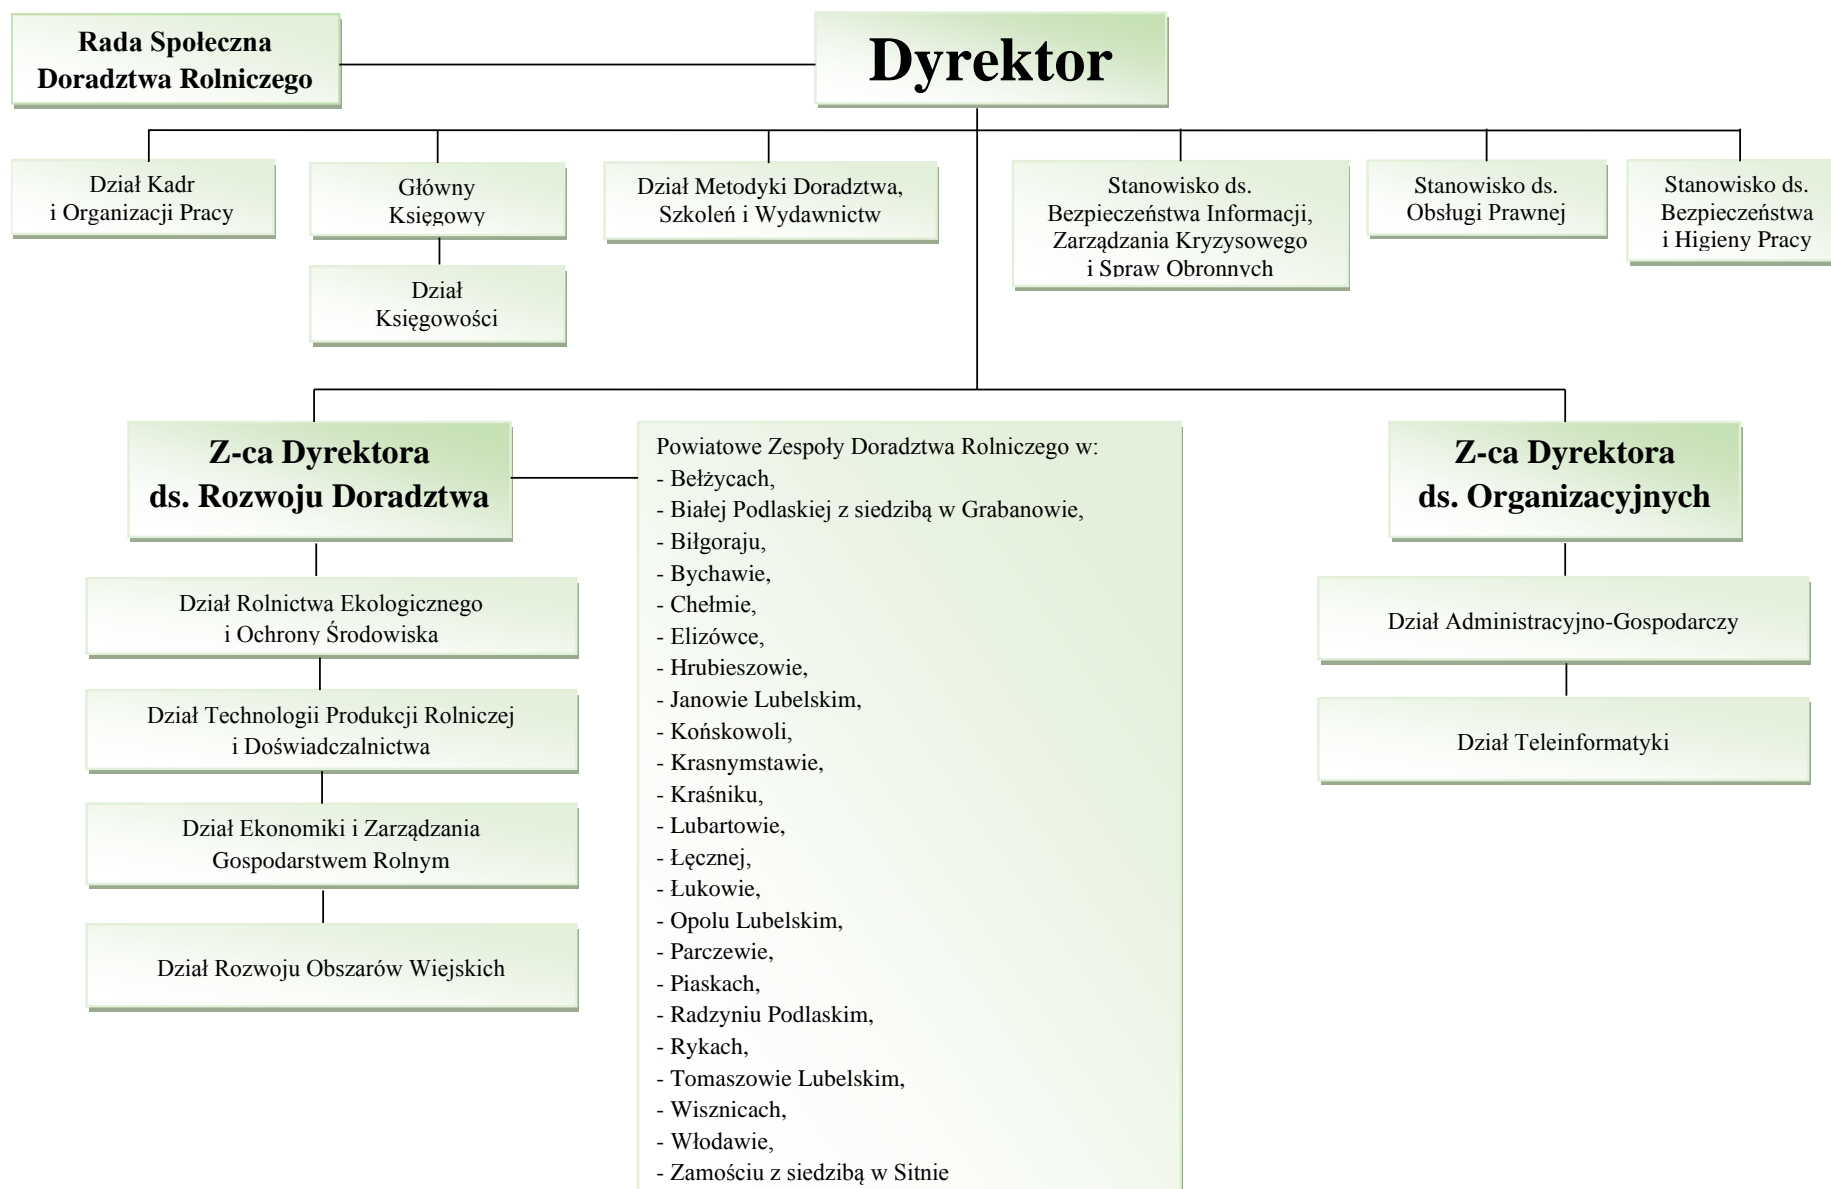 Rada Społeczna
Doradztwa Rolniczego
Dyrektor
Dział Kadr
i Organizacji Pracy
Główny
Księgowy
Dział Metodyki Doradztwa,
Szkoleń i Wydawnictw
Stanowisko ds.
Bezpieczeństwa Informacji,
Zarządzania Kryzysowego
i Spraw Obronnych
Stanowisko ds.
Obsługi Prawnej
Stanowisko ds.
Bezpieczeństwa
i Higieny Pracy
Dział
Księgowości
Z-ca Dyrektora
ds. Rozwoju Doradztwa
Dział Rolnictwa Ekologicznego
i Ochrony Środowiska
Dział Technologii Produkcji Rolniczej
i Doświadczalnictwa
Dział Ekonomiki i Zarządzania
Gospodarstwem Rolnym
Dział Rozwoju Obszarów Wiejskich
Powiatowe Zespoły Doradztwa Rolniczego w:
- Bełżycach,
- Białej Podlaskiej z siedzibą w Grabanowie,
- Biłgoraju,
- Bychawie,
- Chełmie,
- Elizówce,
- Hrubieszowie,
- Janowie Lubelskim,
- Końskowoli,
- Krasnymstawie,
- Kraśniku,
- Lubartowie,
- Łęcznej,
- Łukowie,
- Opolu Lubelskim,
- Parczewie,
- Piaskach,
- Radzyniu Podlaskim,
- Rykach,
- Tomaszowie Lubelskim,
- Wisznicach,
- Włodawie,
- Zamościu z siedzibą w Sitnie
Z-ca Dyrektora
ds. Organizacyjnych
Dział Administracyjno-Gospodarczy
Dział Teleinformatyki